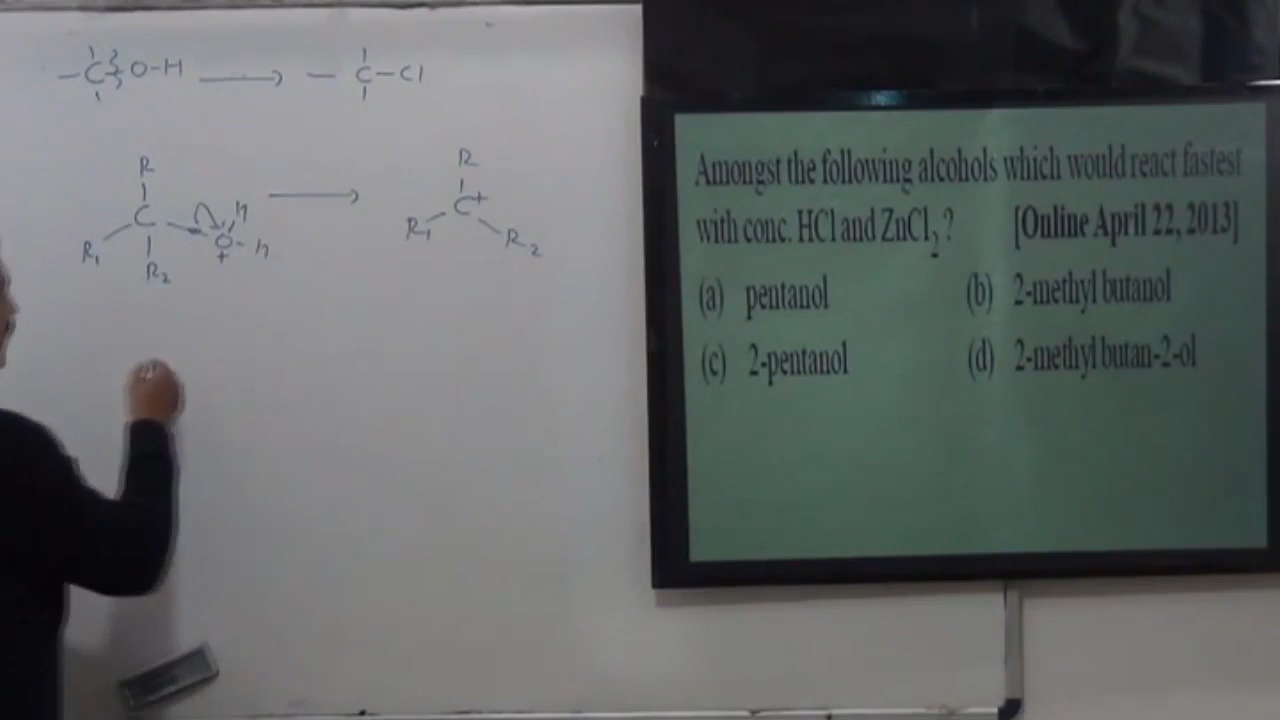 -C-O-H → -C-Cl
R
C
R₁
R₂
O
H
+ -H
→
R
C+
R₁
R₂
Amongst the following alcohols which would react fastest
with conc. HCl and ZnCl₂ ? [Online April 22, 2013]
(a) pentanol (b) 2-methyl butanol
(c) 2-pentanol (d) 2-methyl butan-2-ol